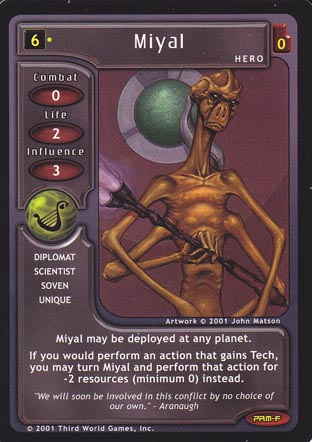 6
Miyal
0
HERO
Combat
0
Life
2
Influence
3
DIPLOMAT
SCIENTIST
SOVEN
UNIQUE
Artwork © 2001 John Matson
Miyal may be deployed at any planet.
If you would perform an action that gains Tech,
you may turn Miyal and perform that action for
-2 resources (minimum 0) instead.
"We will soon be involved in this conflict by no choice of
our own." - Aranaugh
PRM-F
© 2001 Third World Games, Inc.